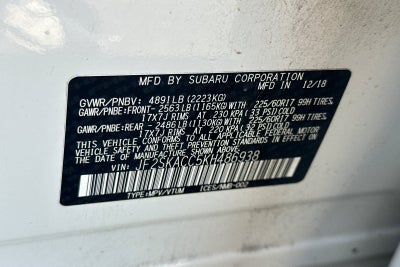 MFD BY SUBARU CORPORATION 12/18
GVWR/PNBV: 4891LB (2223KG)
GAWR/PNBE:FRONT- 2563LB (1165KG)WITH 225/60R17 99H TIRES.
17X7J RIMS, AT 230 KPA (33 PSI)COLD
GAWR/PNBE:REAR -2486LB(1130KG)WITH 225/60R17 99H TIRES.
17X7J RIMS, AT 220 KPA(32 PSI)COLD
THIS VEHICLE CONFORMS TO ALL APPLICABLE FEDERAL MOTOR
VEHICLE SAFETY, BUMPER, AND THEFT PREVENTION STANDARDS IN
EFFECT ON THE DATE OF MANUFACTURE SHOWN ABOVE.
VIN: JF2SKACC5KH486938
TYPE:MPV/VTUM ICES/NMB-002